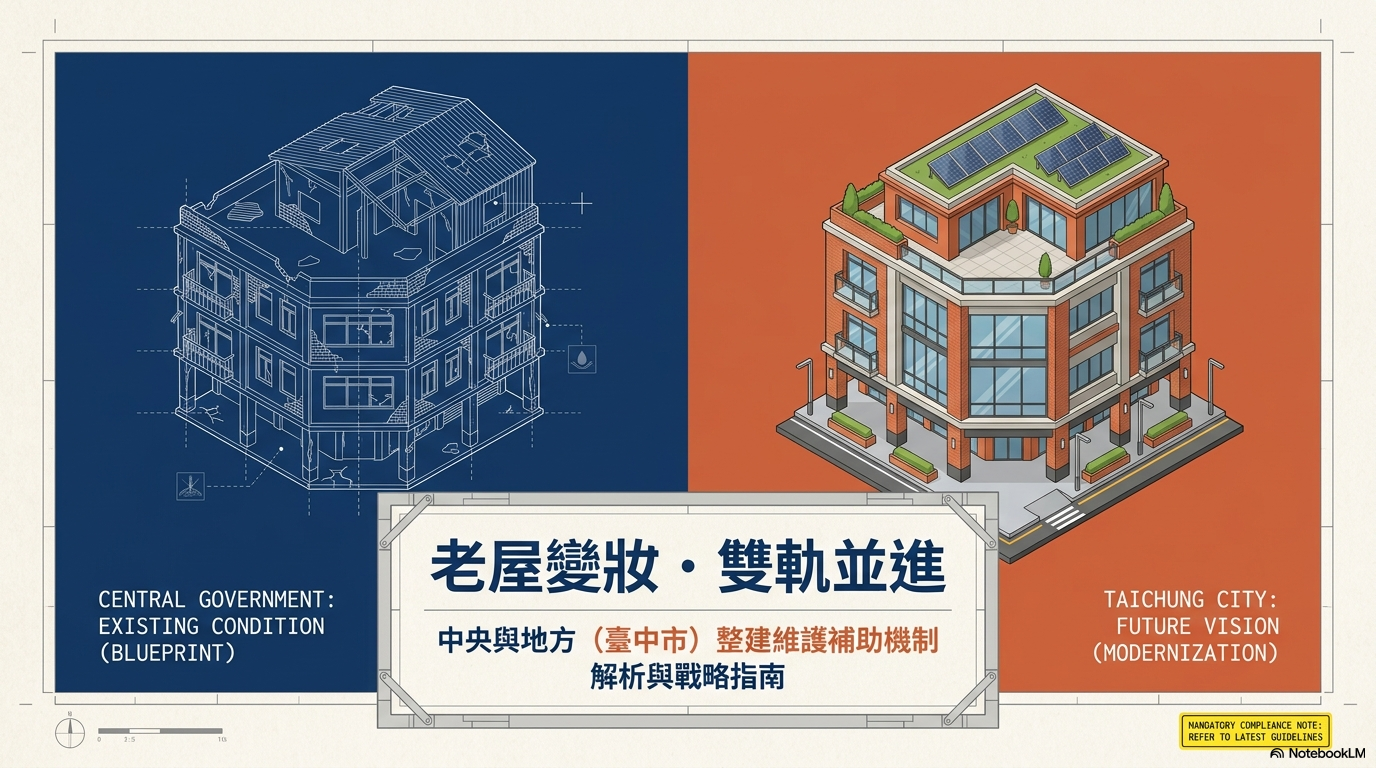 老屋變妝・雙軌並進
中央與地方（臺中市）整建維護補助機制
解析與戰略指南
CENTRAL GOVERNMENT:
EXISTING CONDITION
(BLUEPRINT)
TAICHUNG CITY:
FUTURE VISION
(MODERNIZATION)
N
0
MANDATORY COMPLIANCE NOTE:
REFER TO LATEST GUIDELINES
NotebookLM